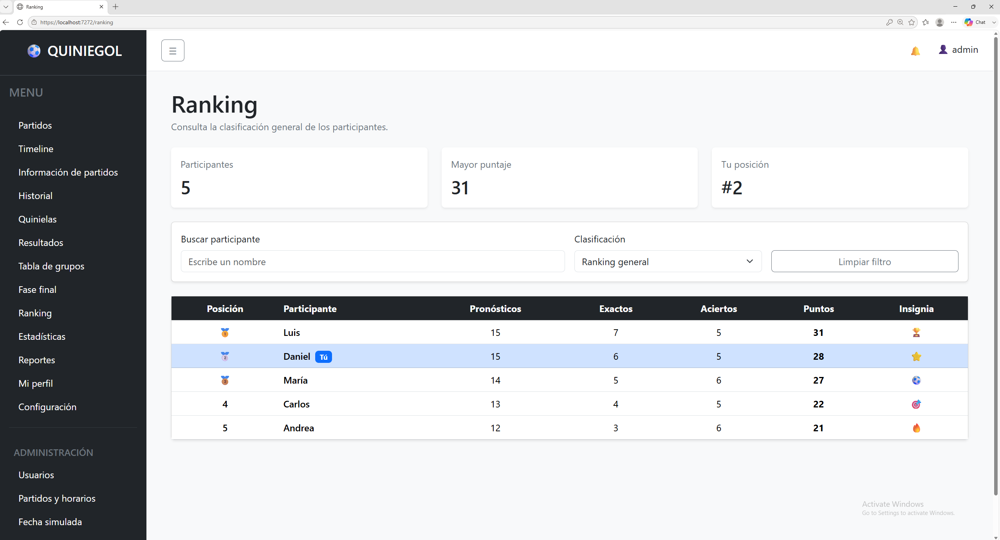 Ranking
https://localhost:7272/ranking
Chat
QUINIEGOL
admin
MENU
Partidos
Timeline
Información de partidos
Historial
Quinielas
Resultados
Tabla de grupos
Fase final
Ranking
Estadísticas
Reportes
Mi perfil
Configuración
ADMINISTRACIÓN
Usuarios
Partidos y horarios
Fecha simulada
Ranking
Consulta la clasificación general de los participantes.
Participantes
5
Mayor puntaje
31
Tu posición
#2
Buscar participante
Escribe un nombre
Clasificación
Ranking general
Limpiar filtro
Posición Participante Pronósticos Exactos Aciertos Puntos Insignia
1 Luis 15 7 5 31
2 Daniel Tú 15 6 5 28
3 María 14 5 6 27
4 Carlos 13 4 5 22
5 Andrea 12 3 6 21
Activate Windows
Go to Settings to activate Windows.